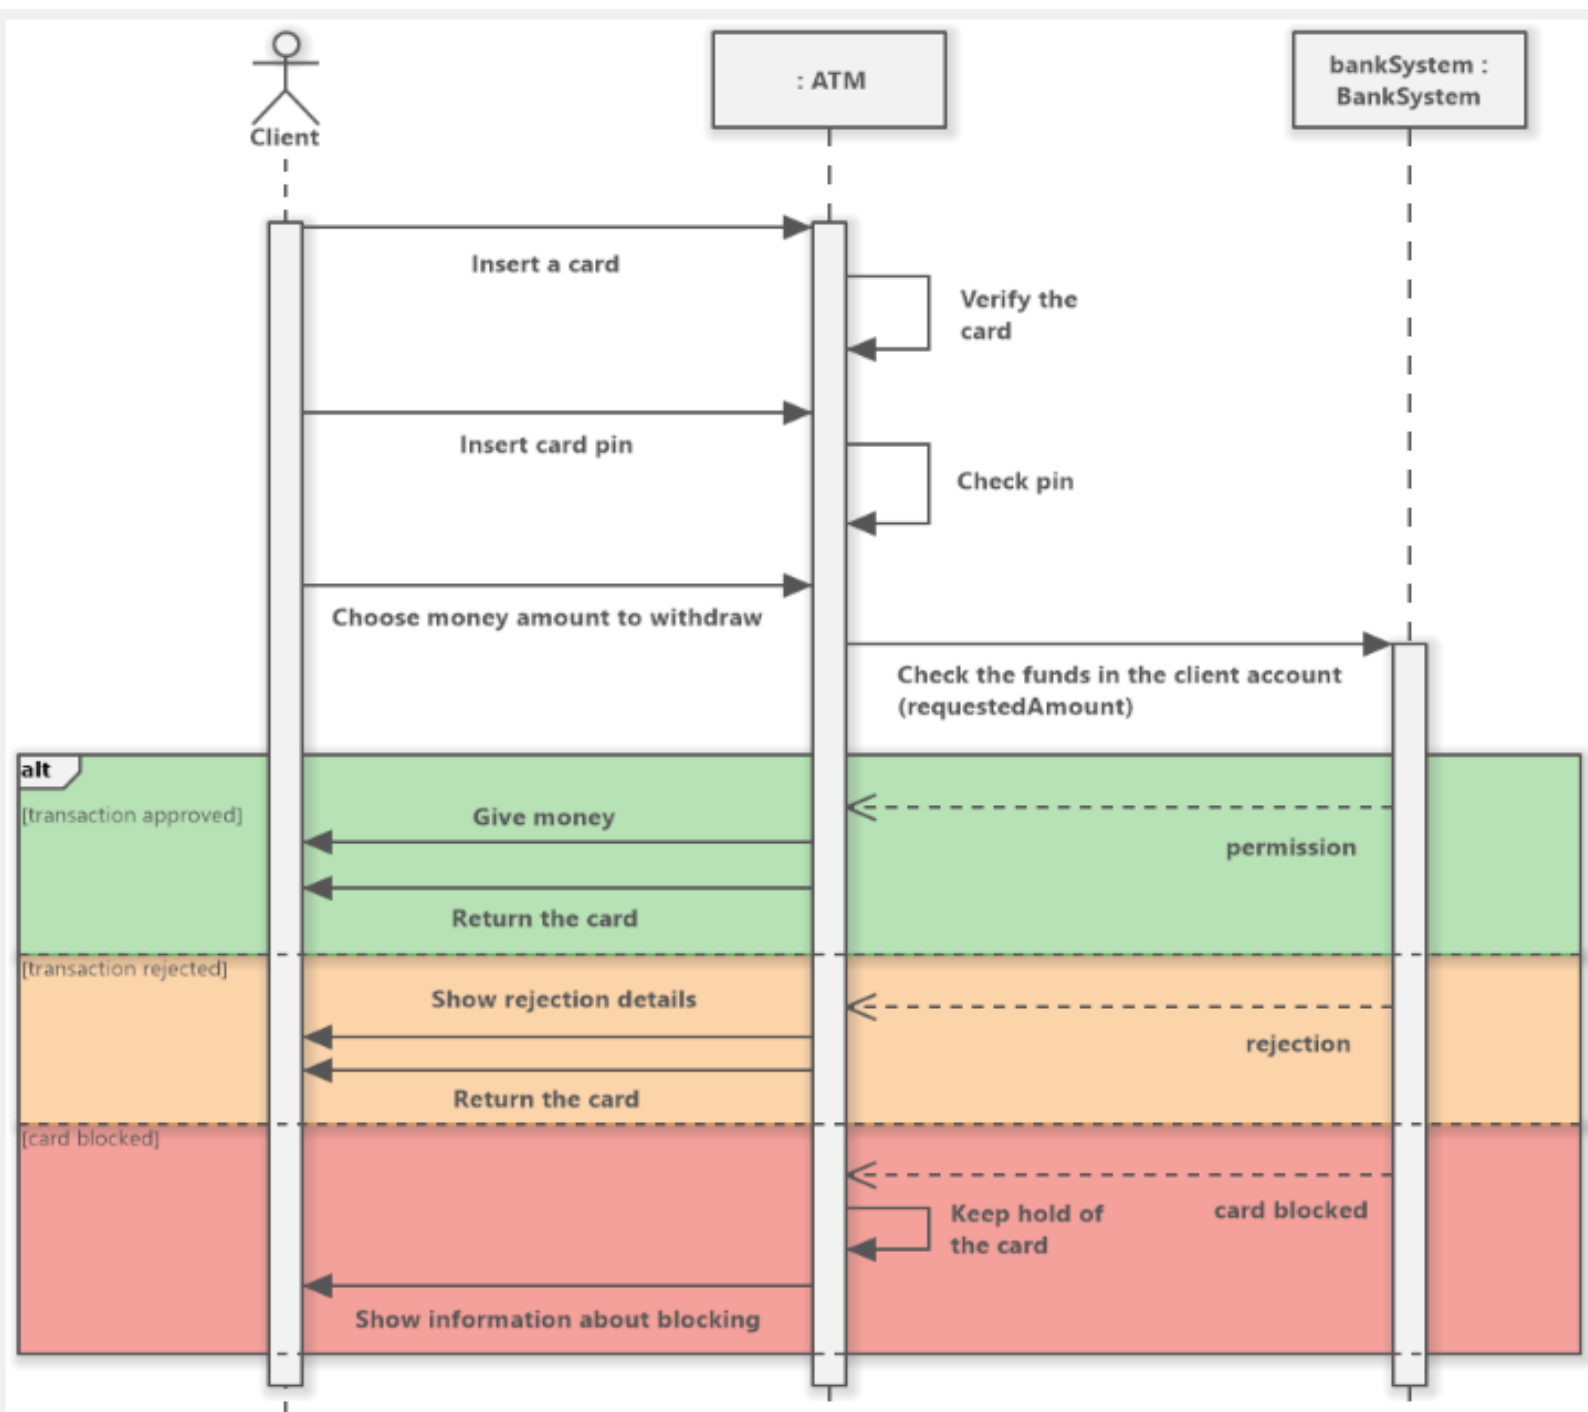 Client
: ATM
bankSystem :
BankSystem
Insert a card
Verify the
card
Insert card pin
Check pin
Choose money amount to withdraw
Check the funds in the client account
(requestedAmount)
alt
[transaction approved]
Give money
permission
Return the card
[transaction rejected]
Show rejection details
rejection
Return the card
[card blocked]
Keep hold of
the card
card blocked
Show information about blocking